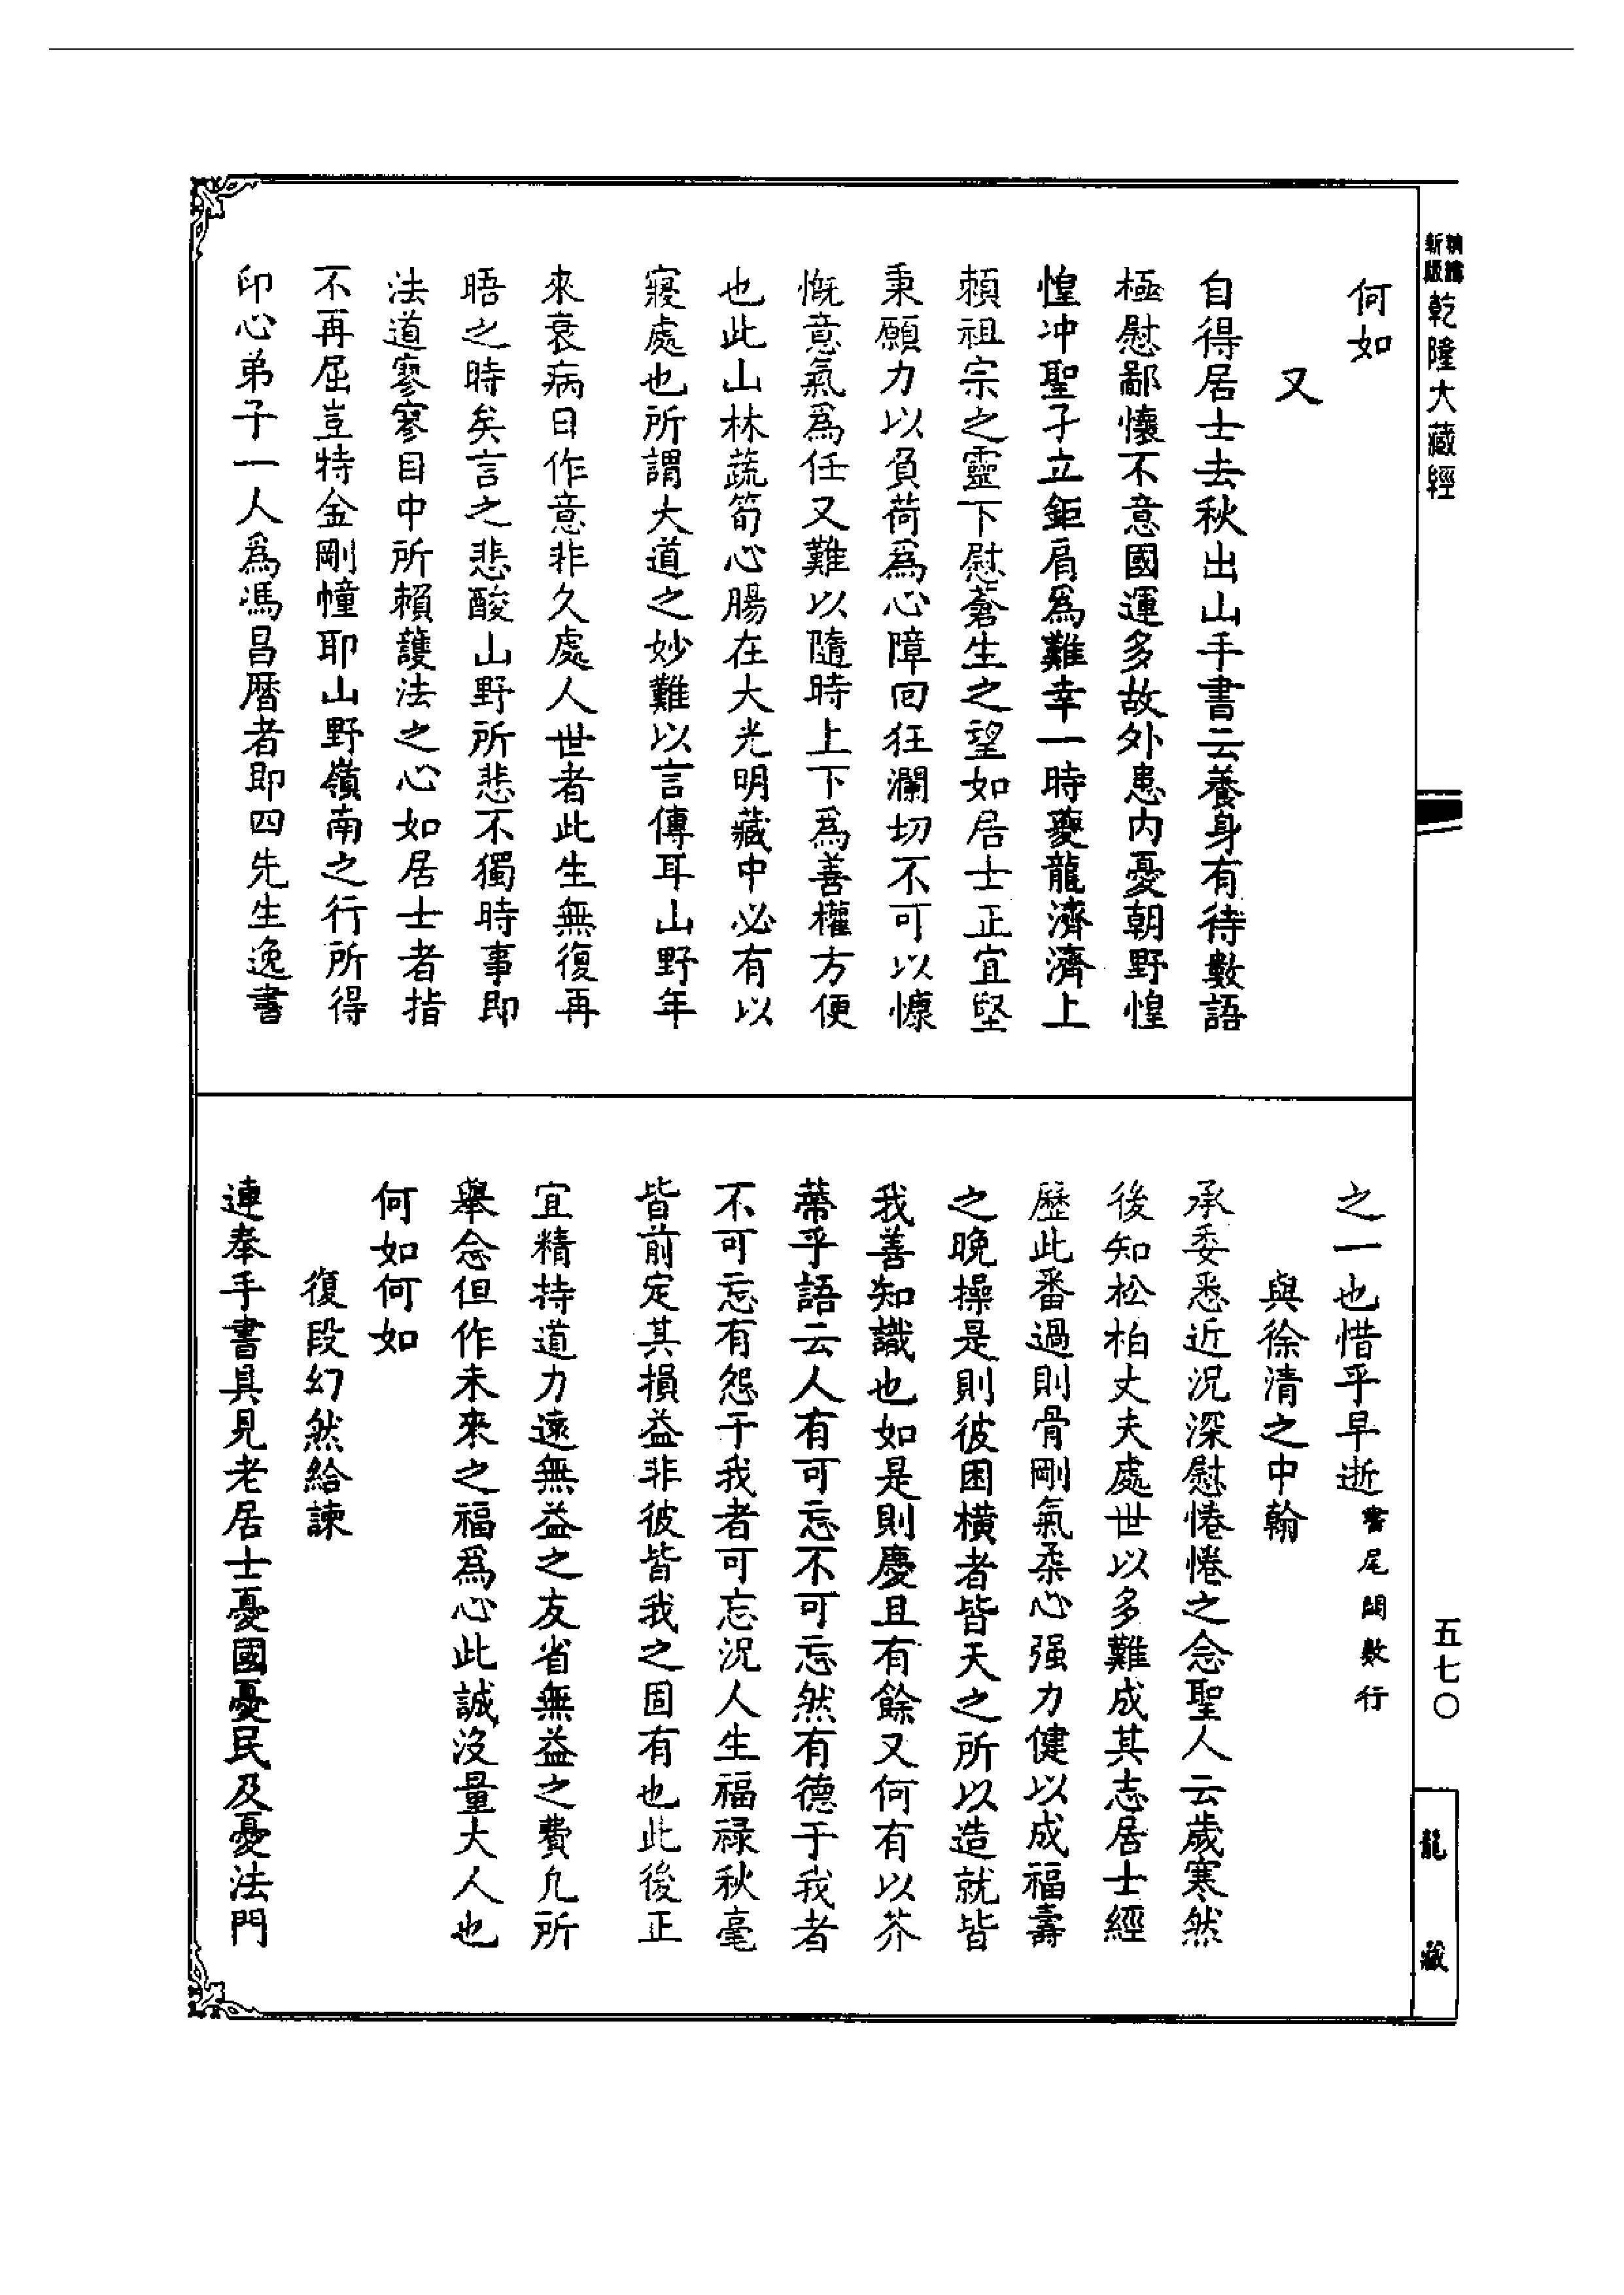 新編
新版
乾隆大藏經
五七〇
龍藏
何如
又
自得居士去秋出山手書云養身有待數語
極慰鄙懷不意國運多故外患內憂朝野惶
惶冲聖孑立鉅肩為難幸一時夔龍濟濟上
賴祖宗之靈下慰蒼生之望如居士正宜堅
秉願力以負荷為心障回狂瀾切不可以慷
慨意氣為任又難以隨時上下為善權方便
也此山林蔬筍心腸在大光明藏中必有以
寢處也所謂大道之妙難以言傳耳山野年
來衰病日作意非久處人世者此生無復再
晤之時矣言之悲酸山野所悲不獨時事即
法道寥寥目中所賴護法之心如居士者指
不再屈豈特金剛幢耶山野嶺南之行所得
印心弟子一人為馮昌曆者即四先生逸書
之一也惜乎早逝書尾闕數行
與徐清之中翰
承委悉近況深慰惓惓之念聖人云歲寒然
後知松柏丈夫處世以多難成其志居士經
歷此番過則骨剛氣柔心强力健以成福壽
之晚操是則彼困橫者皆天之所以造就皆
我善知識也如是則慶且有餘又何有以芥
蒂乎語云人有可忘不可忘然有德于我者
不可忘有怨于我者可忘況人生福祿秋毫
皆前定其損益非彼皆我之固有也此後正
宜精持道力遠無益之友省無益之費凡所
舉念但作未來之福為心此誠沒量大人也
何如何如
復段幻然給諫
連奉手書具見老居士憂國憂民及憂法門